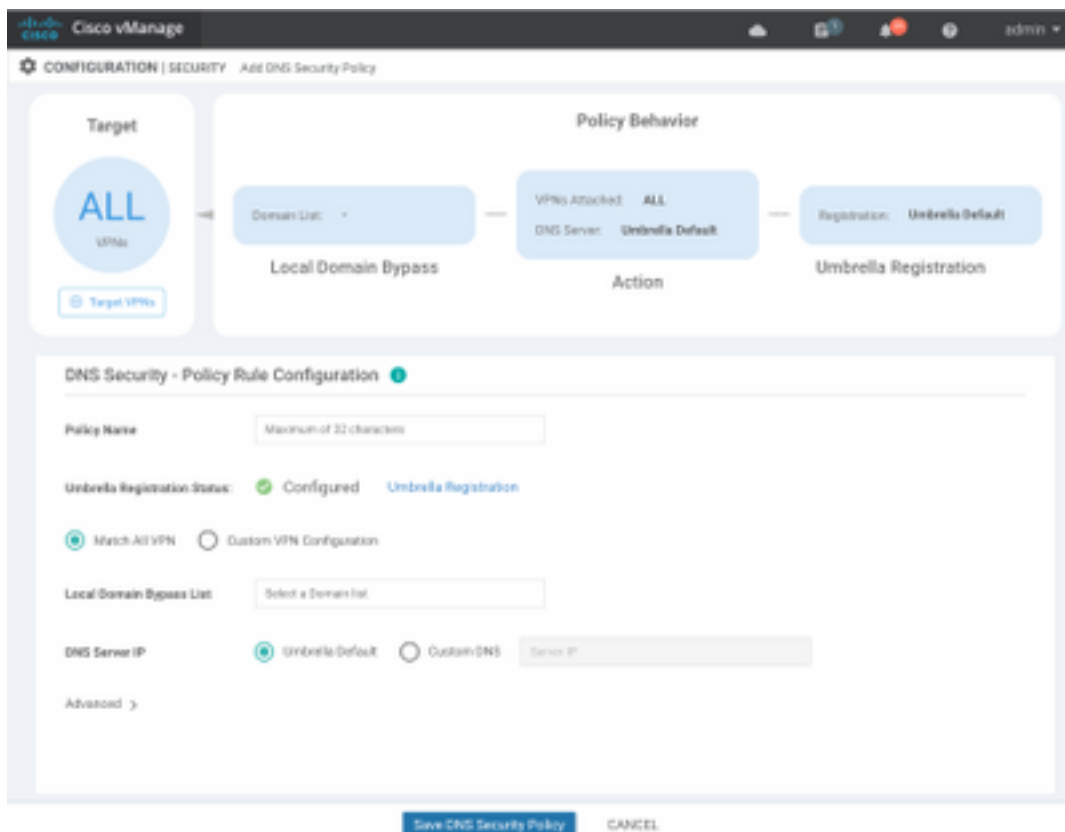 cisco Cisco vManage admin
CONFIGURATION | SECURITY Add DNS Security Policy
Target
ALL
VPNs
Target VPNs
Policy Behavior
Domain List: -
Local Domain Bypass
VPNs Attached: ALL
DNS Server: Umbrella Default
Action
Registration: Umbrella Default
Umbrella Registration
DNS Security - Policy Rule Configuration
Policy Name Maximum of 32 characters
Umbrella Registration Status: Configured Umbrella Registration
Match All VPN Custom VPN Configuration
Local Domain Bypass List Select a Domain list
DNS Server IP Umbrella Default Custom DNS Server IP
Advanced >
Save DNS Security Policy CANCEL